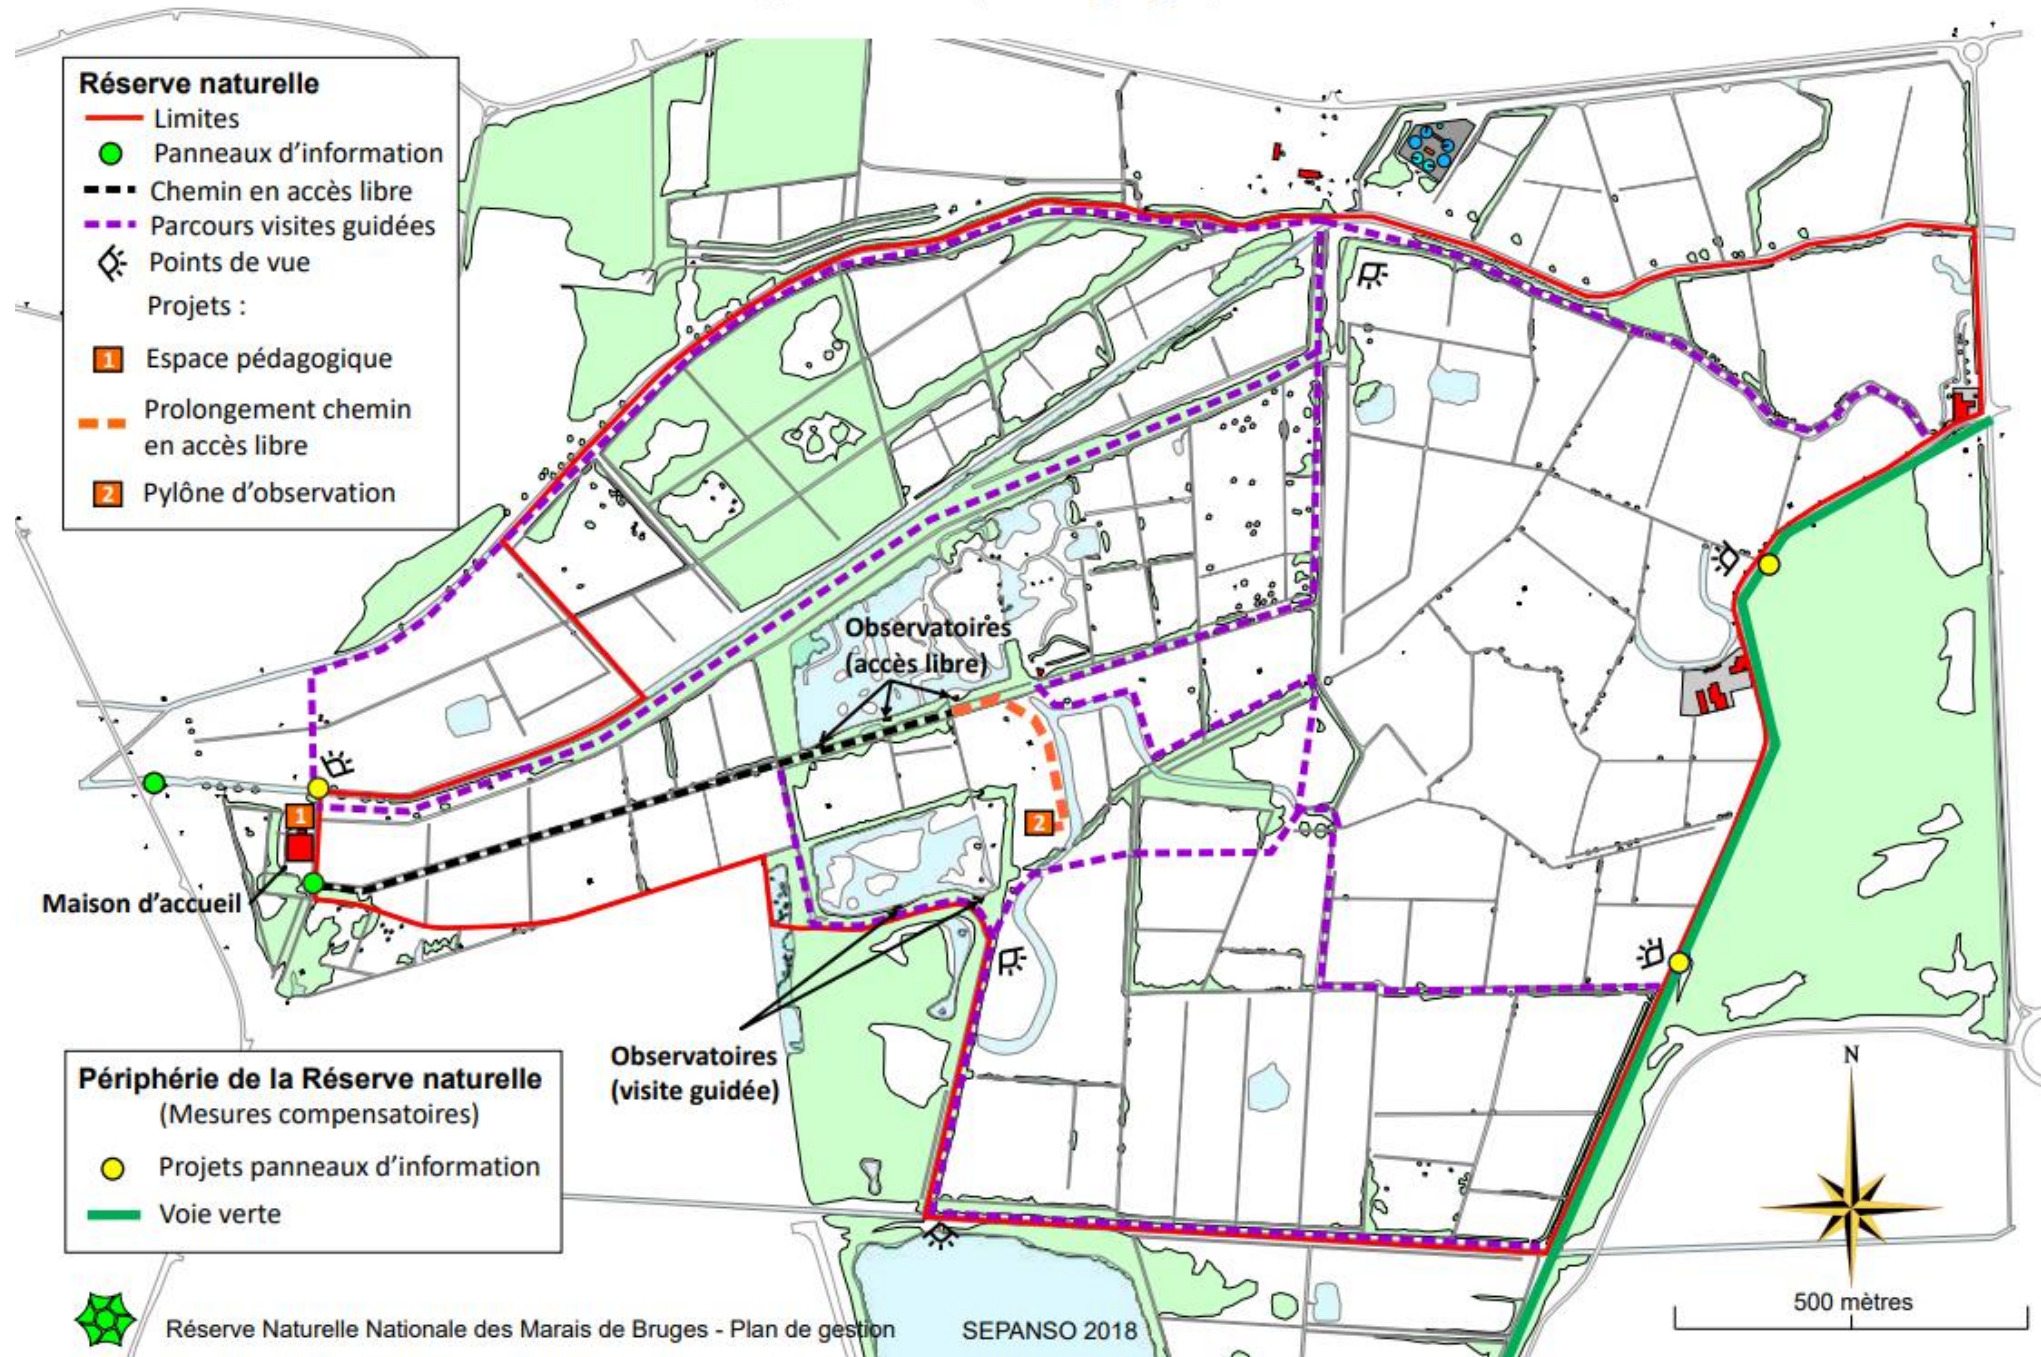 Réserve naturelle
Limites
Panneaux d'information
Chemin en accès libre
Parcours visites guidées
Points de vue
Projets :
1 Espace pédagogique
Prolongement chemin
en accès libre
2 Pylône d'observation
Observatoires
(accès libre)
1
2
Maison d'accueil
Observatoires
(visite guidée)
Périphérie de la Réserve naturelle
(Mesures compensatoires)
Projets panneaux d'information
Voie verte
N
500 mètres
Réserve Naturelle Nationale des Marais de Bruges - Plan de gestion SEPANSO 2018